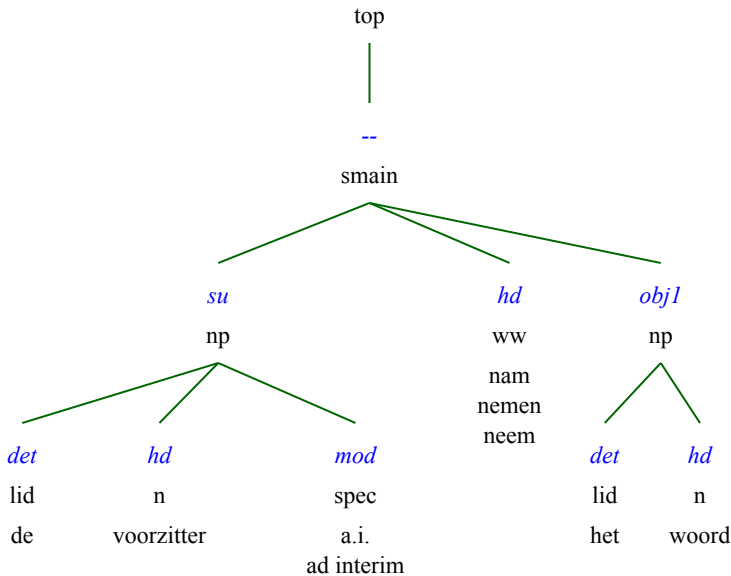 top
--
smain
su hd obj1
np ww np
nam
nemen
neem
det hd mod det hd
lid n spec lid n
de voorzitter a.i. het woord
ad interim